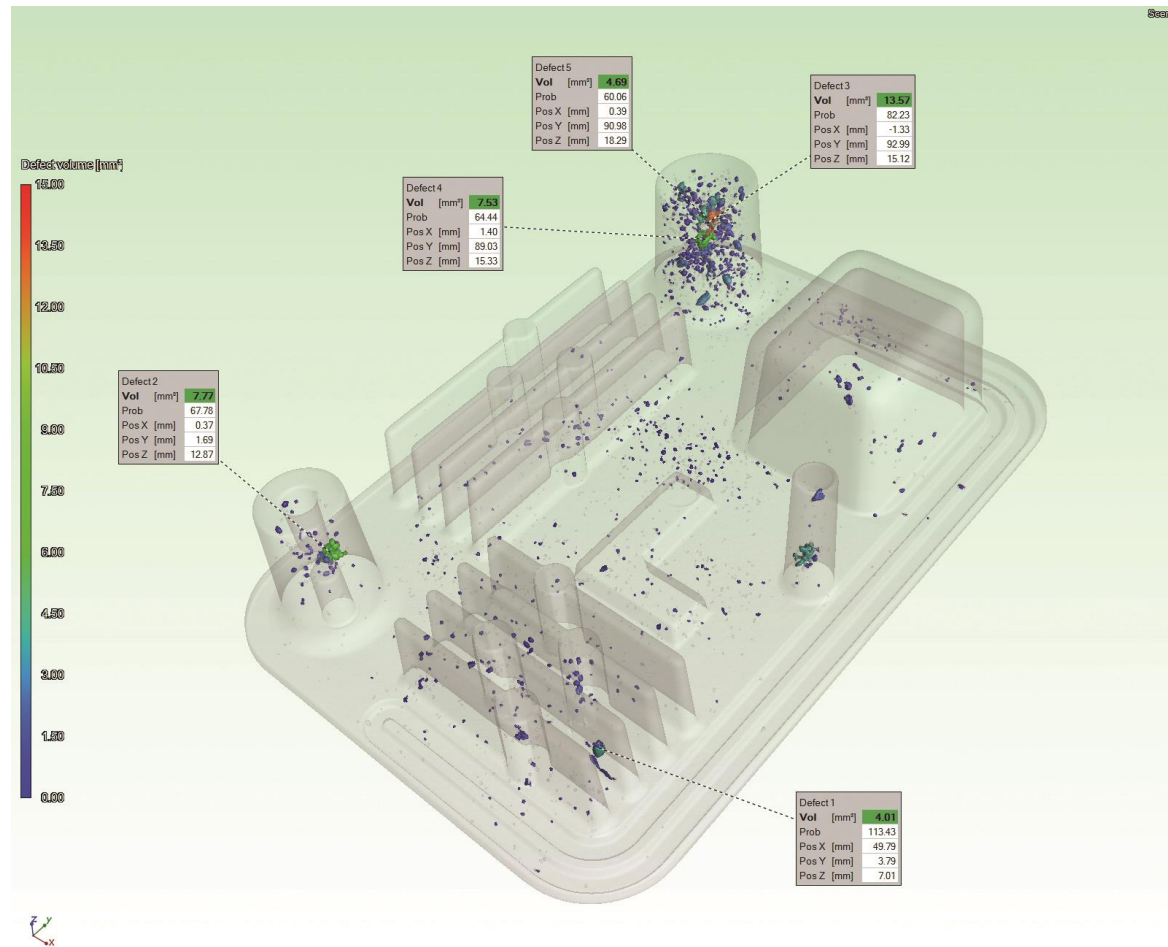 Scen
Defect 5
Vol [mm³] 4.69
Prob 60.06
Pos X [mm] 0.39
Pos Y [mm] 90.98
Pos Z [mm] 18.29
Defect 3
Vol [mm³] 13.57
Prob 82.23
Pos X [mm] -1.33
Pos Y [mm] 92.99
Pos Z [mm] 15.12
Defect volume [mm³]
15.00
13.50
12.00
10.50
9.00
7.50
6.00
4.50
3.00
1.50
0.00
Defect 4
Vol [mm³] 7.53
Prob 64.44
Pos X [mm] 1.40
Pos Y [mm] 89.03
Pos Z [mm] 15.33
Defect 2
Vol [mm³] 7.77
Prob 67.78
Pos X [mm] 0.37
Pos Y [mm] 1.69
Pos Z [mm] 12.87
Defect 1
Vol [mm³] 4.01
Prob 113.43
Pos X [mm] 49.79
Pos Y [mm] 3.79
Pos Z [mm] 7.01
z y
x